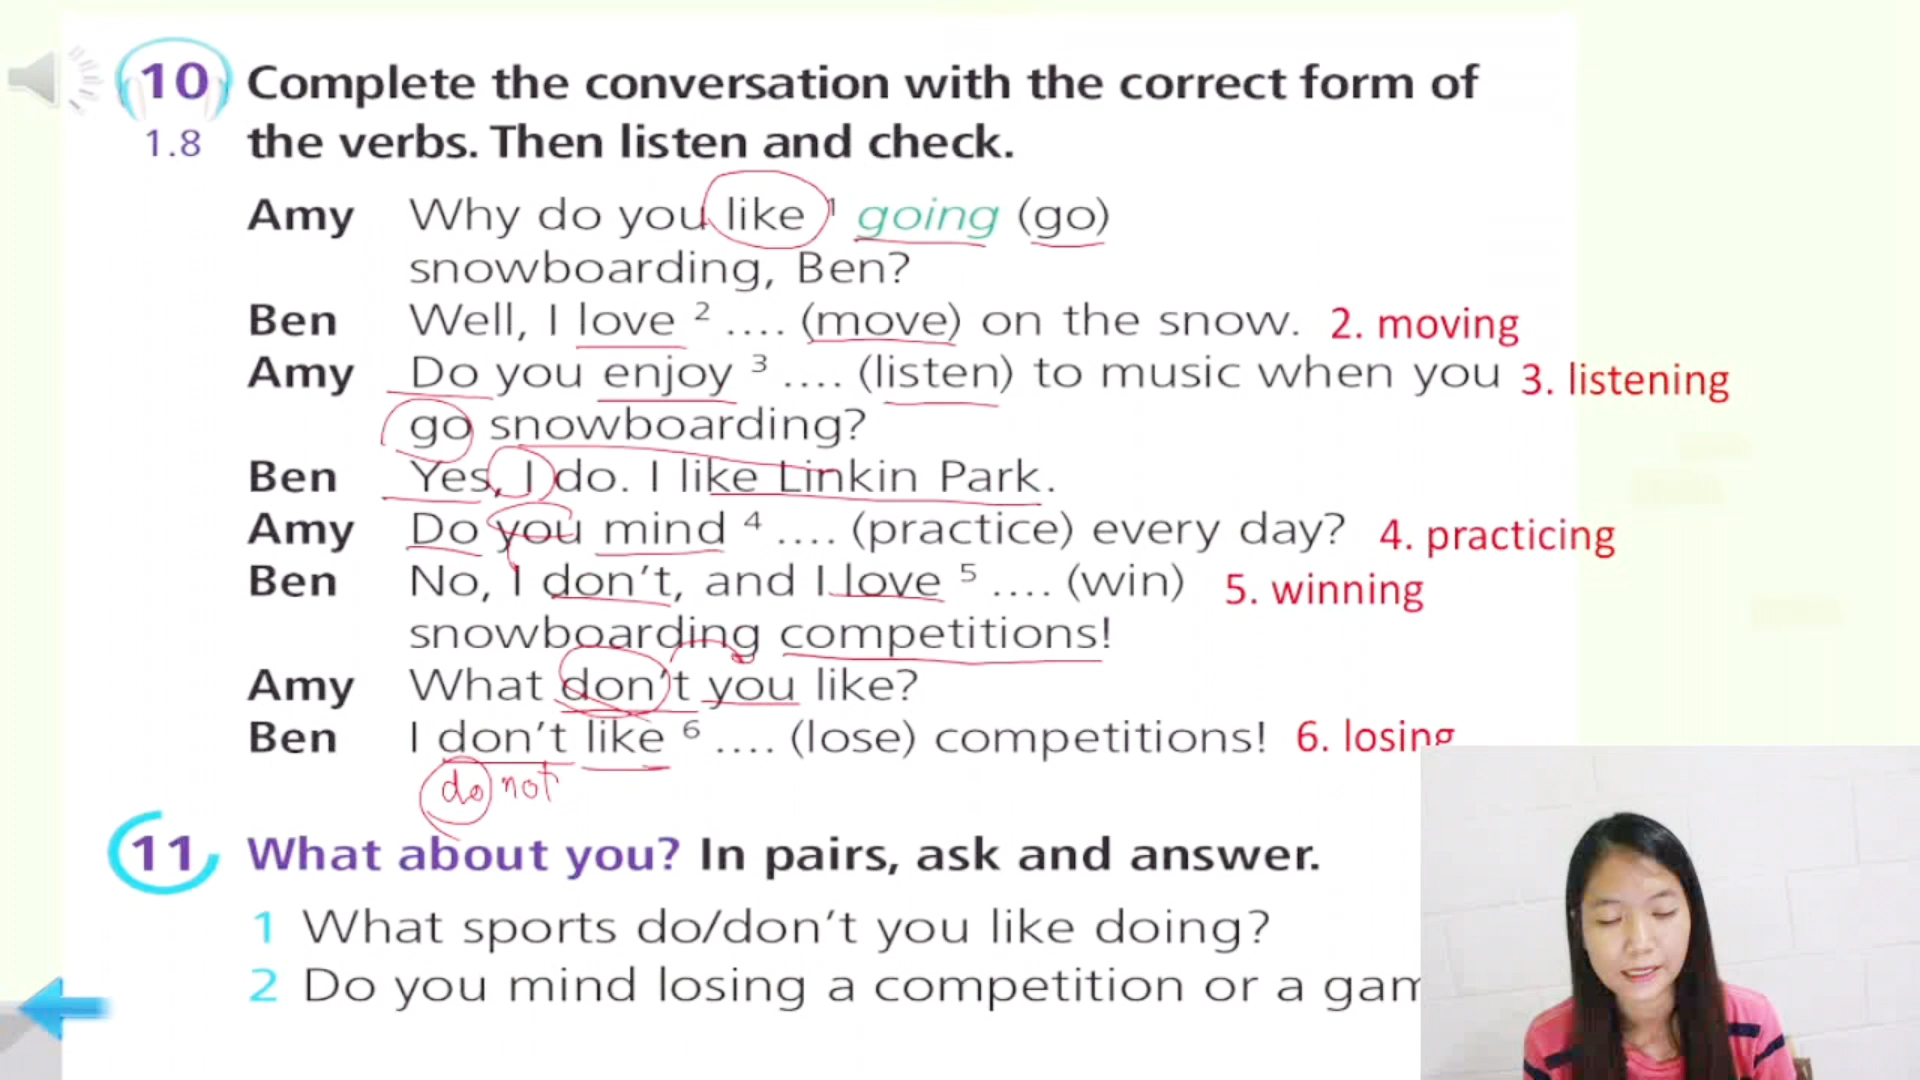 10 Complete the conversation with the correct form of
1.8 the verbs. Then listen and check.
Amy Why do you like 1 going (go)
snowboarding, Ben?
Ben Well, I love 2 .... (move) on the snow. 2. moving
Amy Do you enjoy 3 .... (listen) to music when you 3. listening
go snowboarding?
Ben Yes, I do. I like Linkin Park.
Amy Do you mind 4 .... (practice) every day? 4. practicing
Ben No, I don't, and I love 5 .... (win) 5. winning
snowboarding competitions!
Amy What don't you like?
Ben I don't like 6 .... (lose) competitions! 6. losing
do not
11 What about you? In pairs, ask and answer.
1 What sports do/don't you like doing?
2 Do you mind losing a competition or a gam